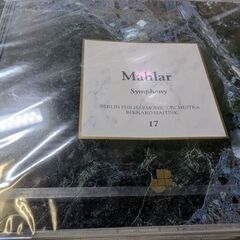 Mahlar
Symphony
BERLIN PHILHARMONIC ORCHESTRA
BERNARD HAITINK
17